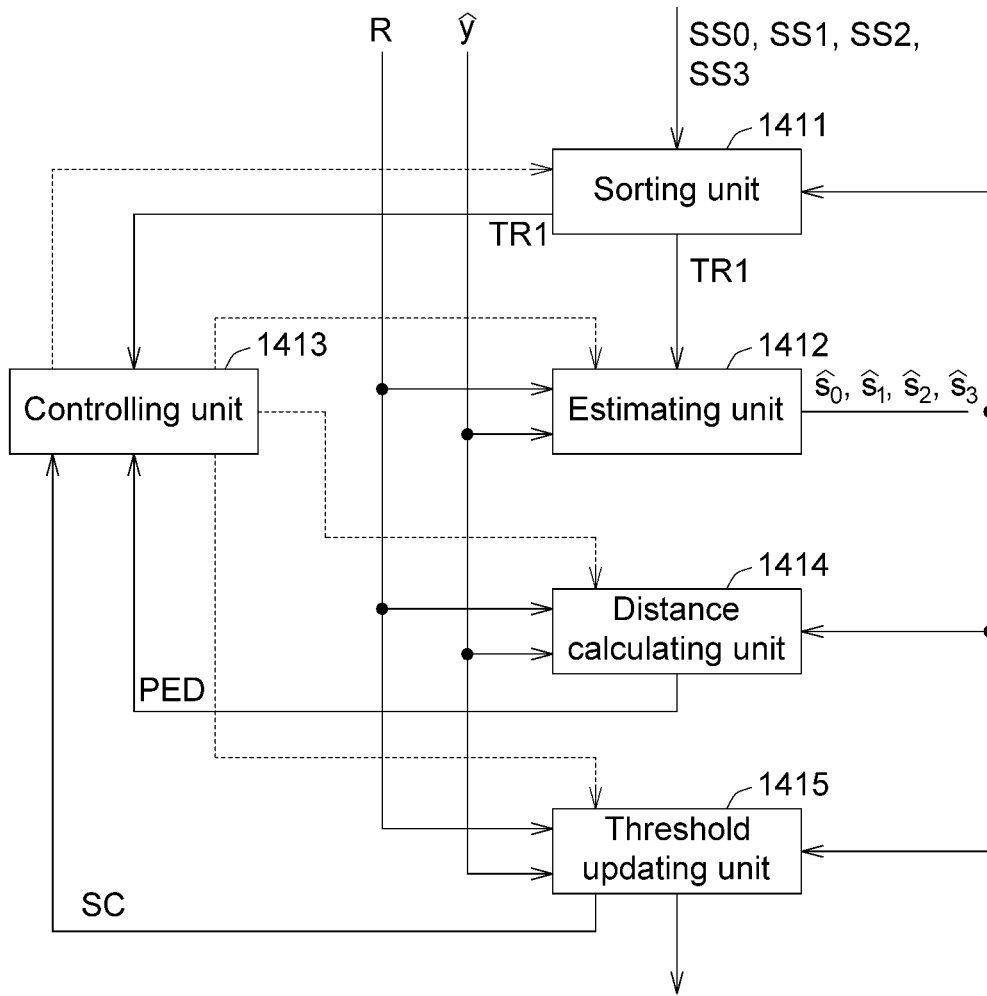 R
ŷ
SS0, SS1, SS2,
SS3
1411
Sorting unit
TR1
TR1
1413
Controlling unit
1412
Estimating unit
ŝ₀, ŝ₁, ŝ₂, ŝ₃
1414
Distance
calculating unit
PED
1415
Threshold
updating unit
SC